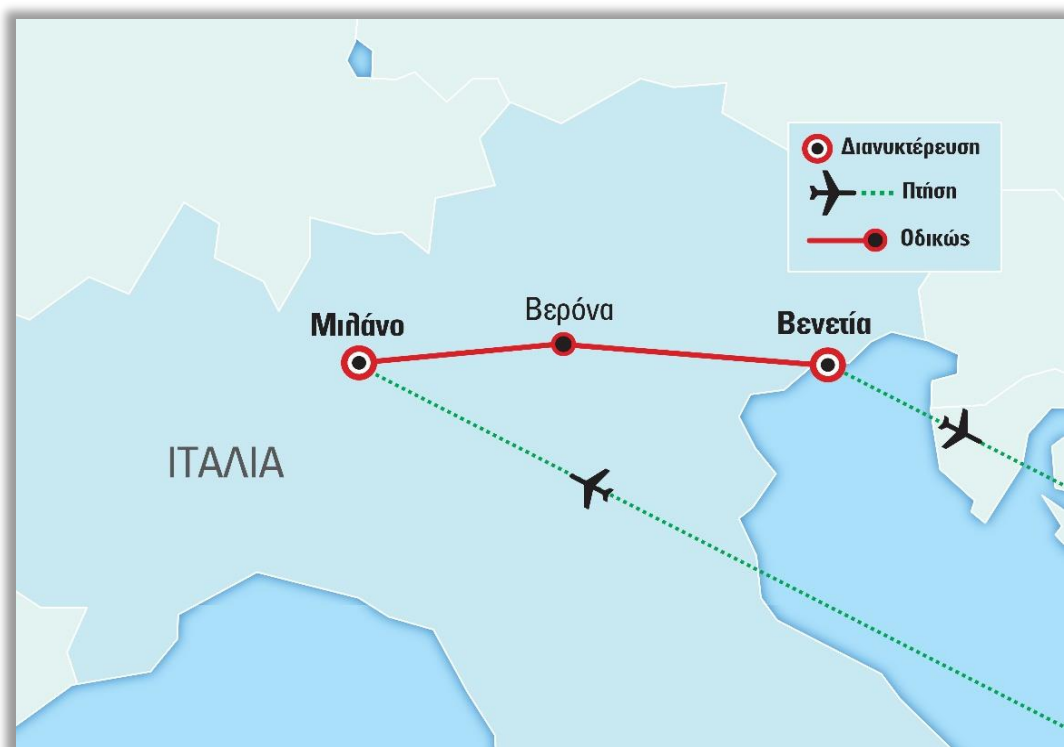 Διανυκτέρευση
Πτήση
Οδικώς
Μιλάνο
Βερόνα
Βενετία
ΙΤΑΛΙΑ